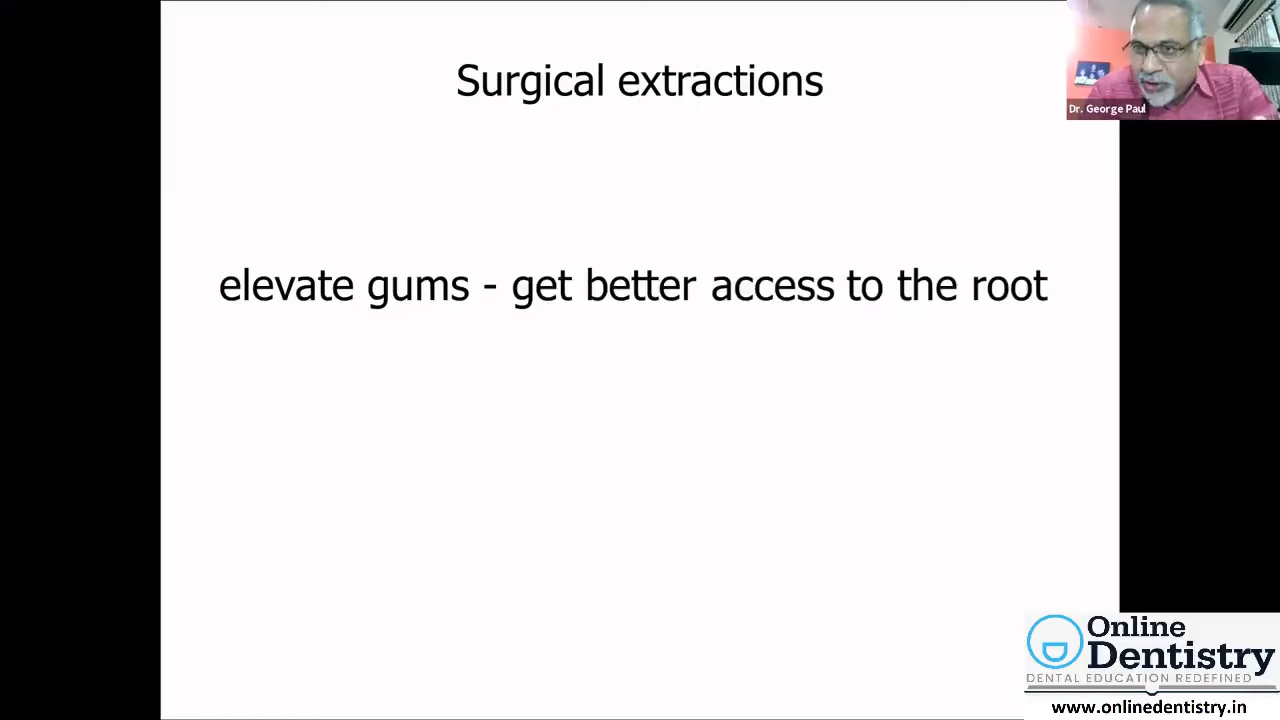 Surgical extractions
Dr. George Paul
elevate gums - get better access to the root
Online
Dentistry
DENTAL EDUCATION REDEFINED
www.onlinedentistry.in